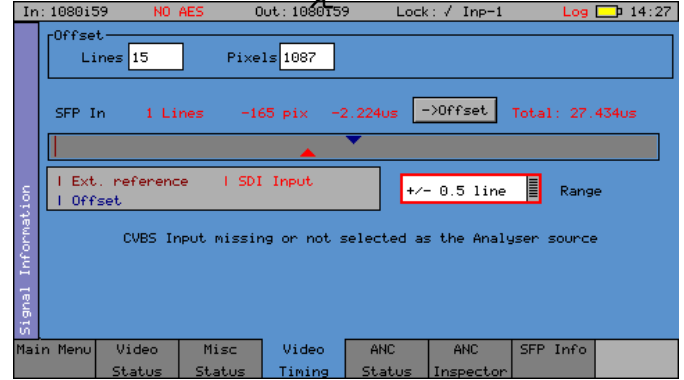 In: 1080i59 NO AES Out: 1080i59 Lock: √ Inp-1 Log 14:27
Offset
Lines 15 Pixels 1087
SFP In 1 Lines -165 pix -2.224us ->Offset Total: 27.434us
| Ext. reference | SDI Input
| Offset
+/- 0.5 line Range
CVBS Input missing or not selected as the Analyser source
Signal Information
Main Menu Video Status Misc Status Video Timing ANC Status ANC Inspector SFP Info